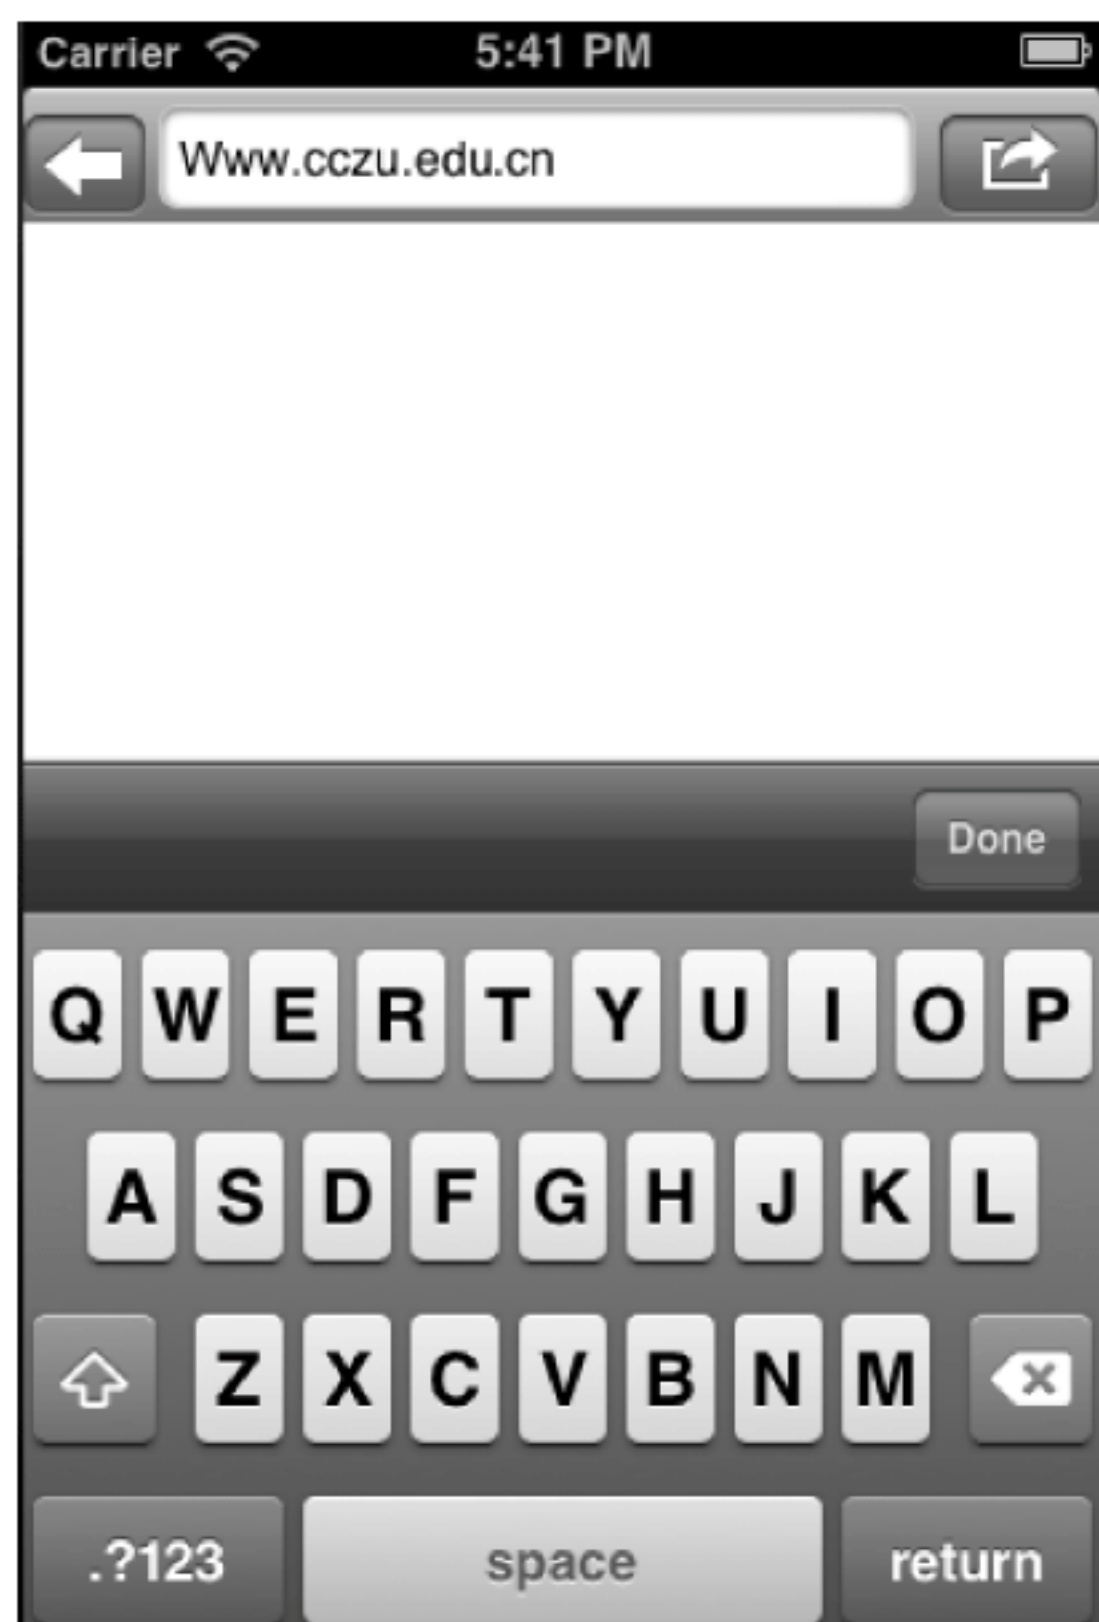 Carrier 5:41 PM
Www.cczu.edu.cn
Done
Q W E R T Y U I O P
A S D F G H J K L
Z X C V B N M
.?123 space return